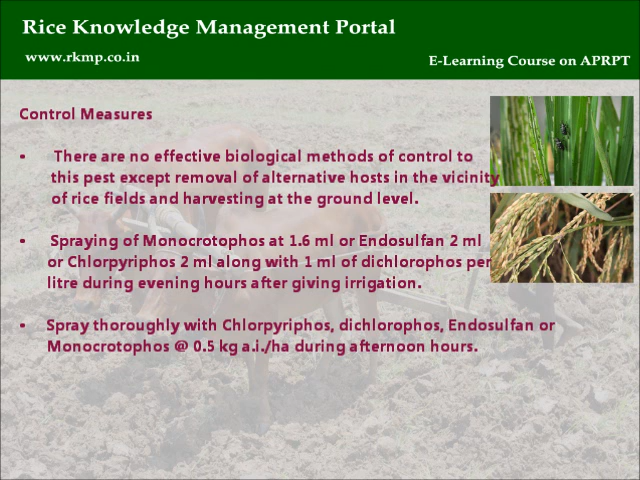 Rice Knowledge Management Portal
www.rkmp.co.in
E-Learning Course on APRPT
Control Measures
• There are no effective biological methods of control to
this pest except removal of alternative hosts in the vicinity
of rice fields and harvesting at the ground level.
• Spraying of Monocrotophos at 1.6 ml or Endosulfan 2 ml
or Chlorpyriphos 2 ml along with 1 ml of dichlorophos per
litre during evening hours after giving irrigation.
• Spray thoroughly with Chlorpyriphos, dichlorophos, Endosulfan or
Monocrotophos @ 0.5 kg a.i./ha during afternoon hours.